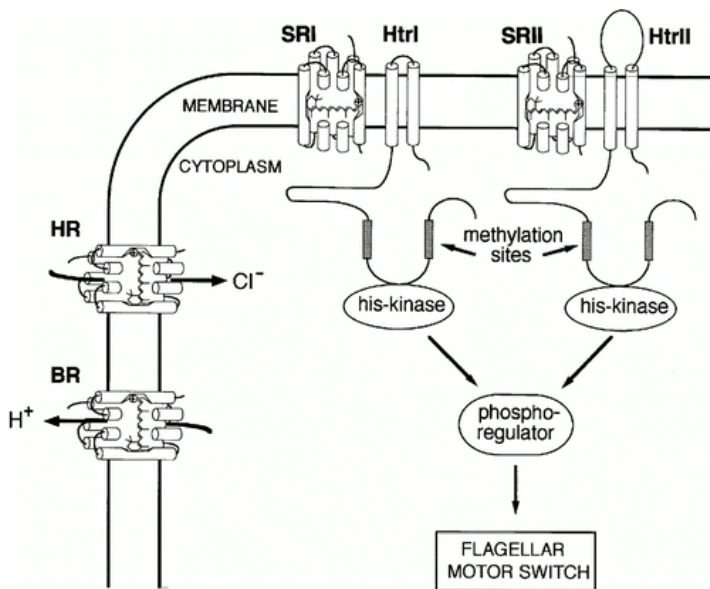 SRI
HtrI
SRII
HtrII
MEMBRANE
CYTOPLASM
HR
Cl⁻
methylation
sites
his-kinase
his-kinase
BR
H⁺
phospho-
regulator
FLAGELLAR
MOTOR SWITCH